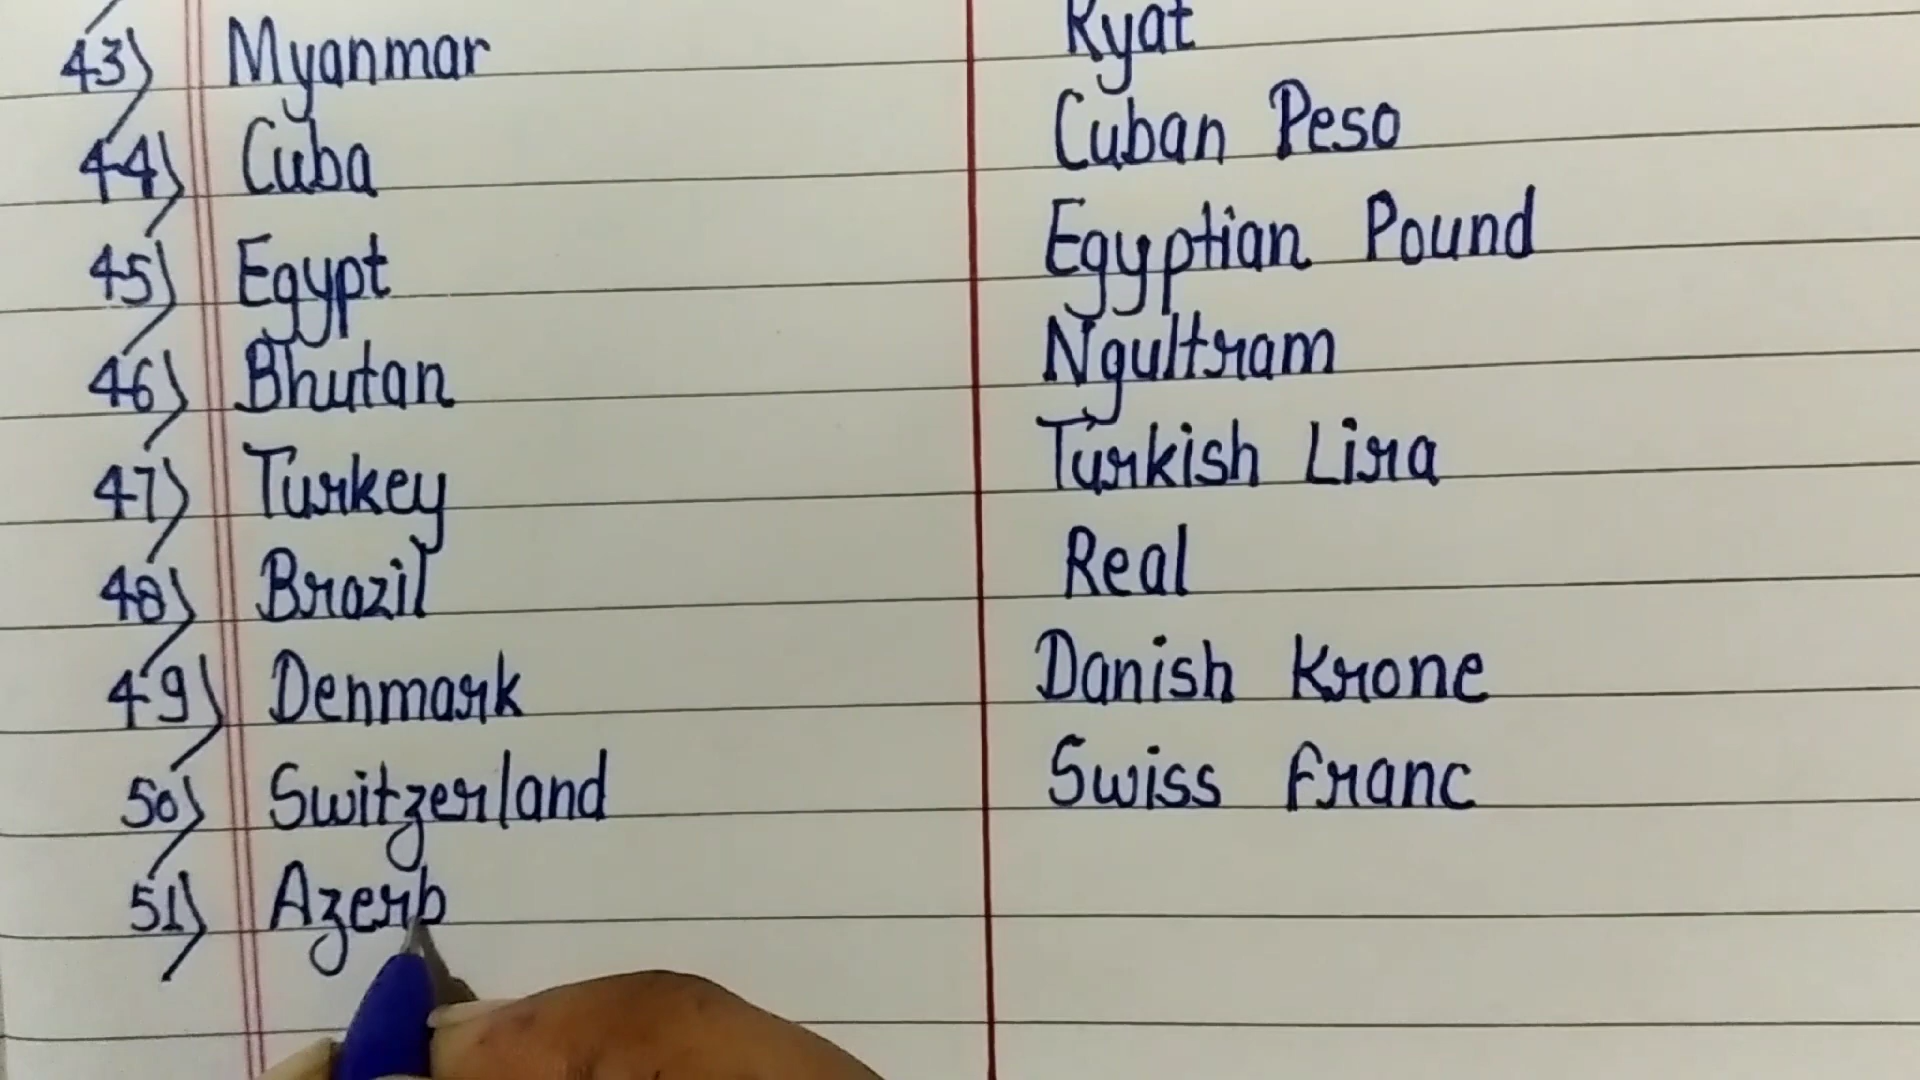 43) Myanmar Kyat
44) Cuba Cuban Peso
45) Egypt Egyptian Pound
46) Bhutan Ngultram
47) Turkey Turkish Lira
48) Brazil Real
49) Denmark Danish Krone
50) Switzerland Swiss Franc
51) Azerb